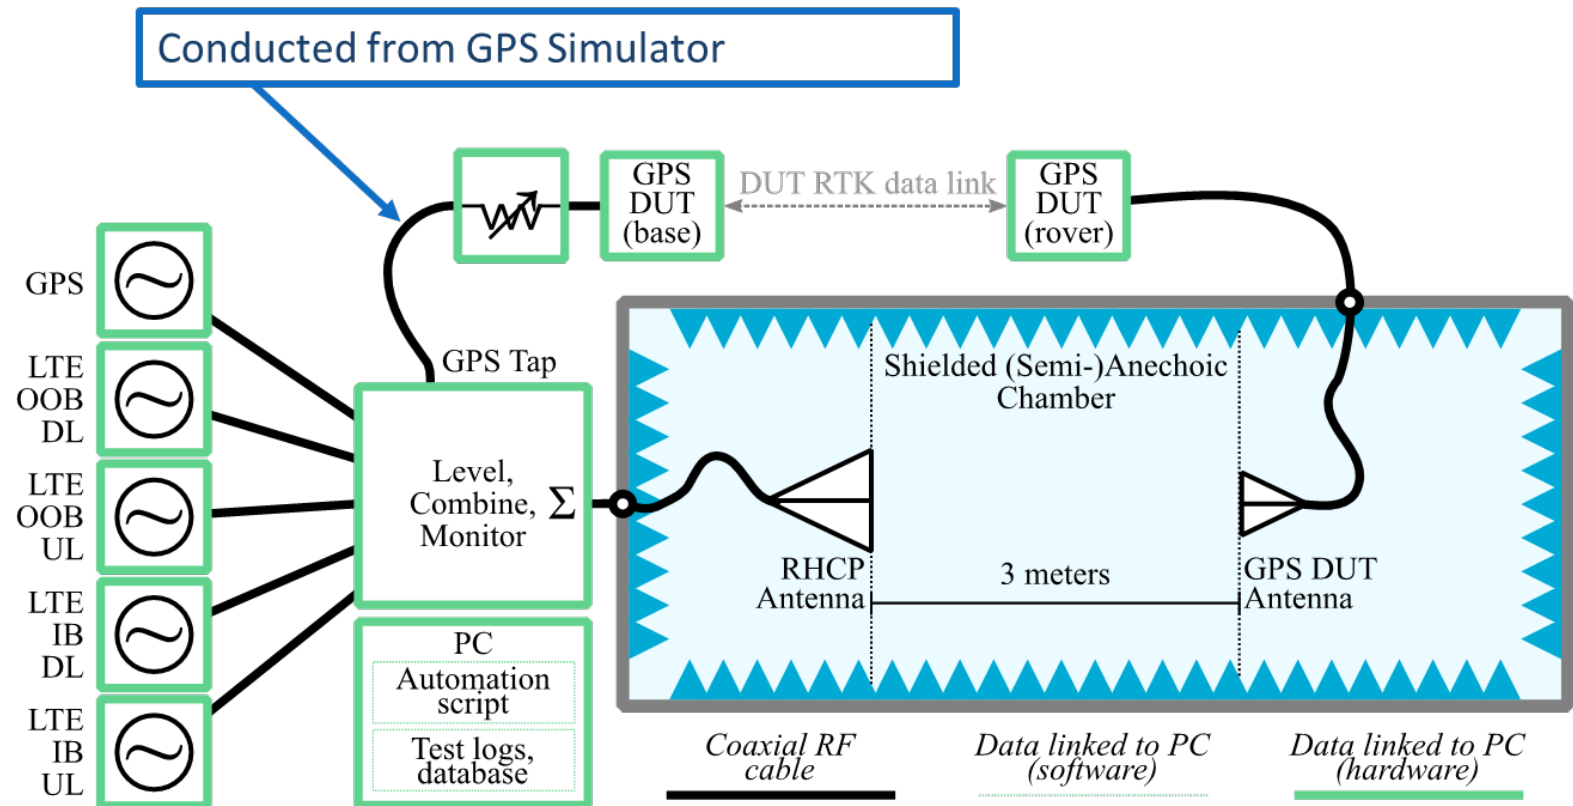 Conducted from GPS Simulator
GPS
DUT
(base)
DUT RTK data link
GPS
DUT
(rover)
GPS
LTE
OOB
DL
LTE
OOB
UL
LTE
IB
DL
LTE
IB
UL
GPS Tap
Level,
Combine,
Monitor
Σ
PC
Automation
script
Test logs,
database
Shielded (Semi-)Anechoic
Chamber
RHCP
Antenna
3 meters
GPS DUT
Antenna
Coaxial RF
cable
Data linked to PC
(software)
Data linked to PC
(hardware)